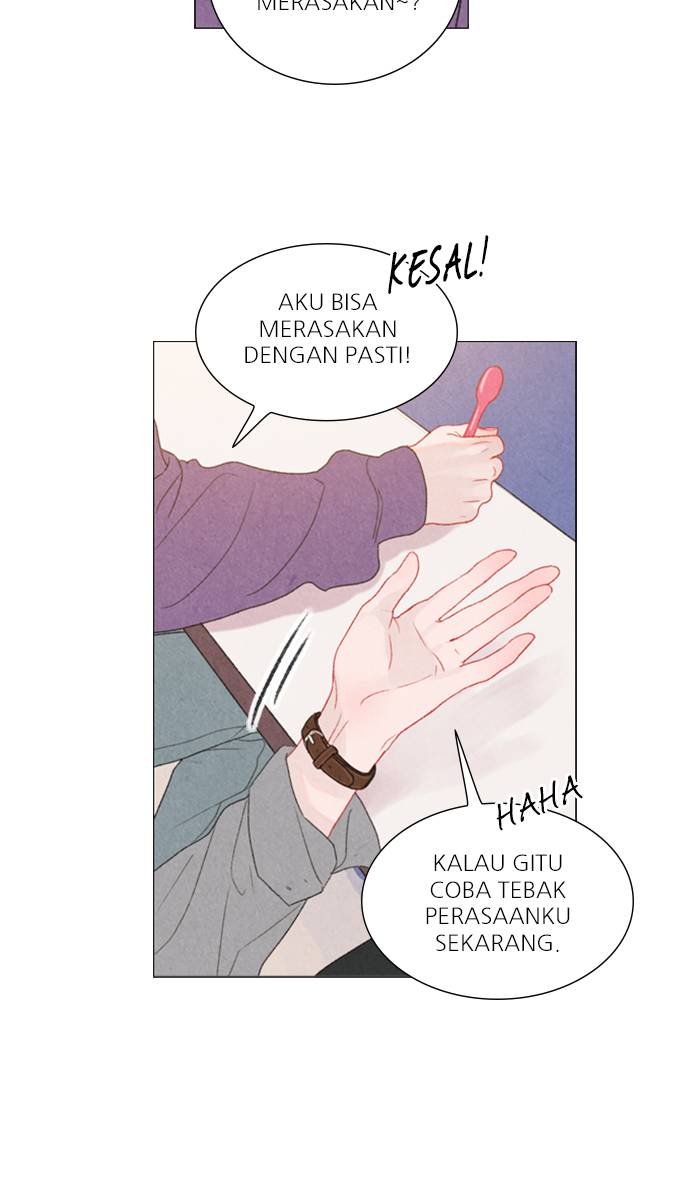 MERASAKAN~?
KESAL!
AKU BISA
MERASAKAN
DENGAN PASTI!
HAHA
KALAU GITU
COBA TEBAK
PERASAANKU
SEKARANG.